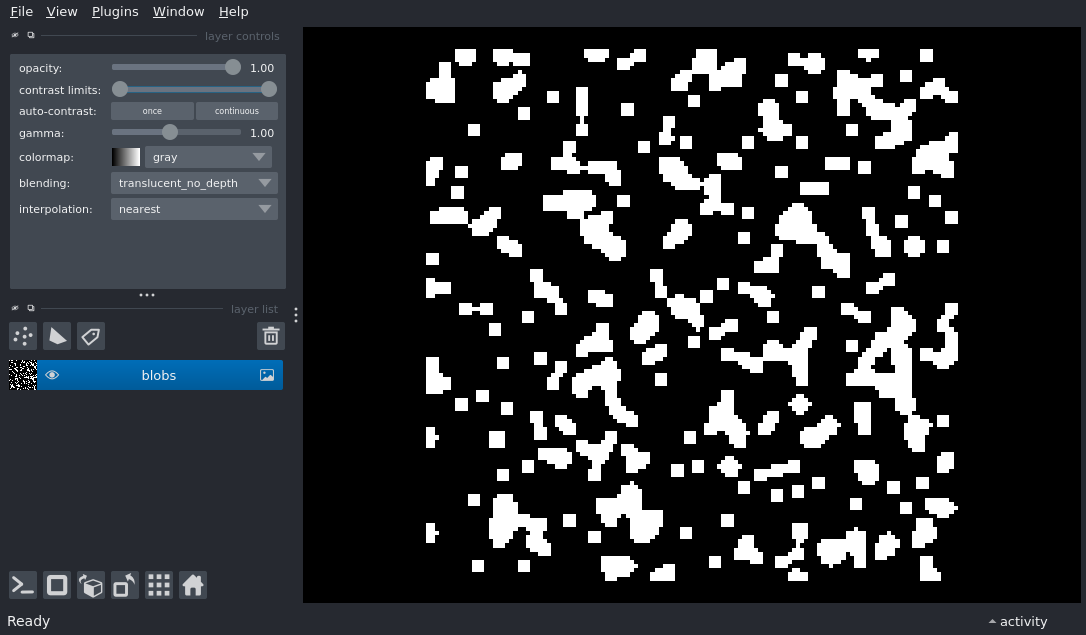 File View Plugins Window Help
layer controls
opacity: 1.00
contrast limits:
auto-contrast: once continuous
gamma: 1.00
colormap: gray
blending: translucent_no_depth
interpolation: nearest
layer list
blobs
Ready
activity